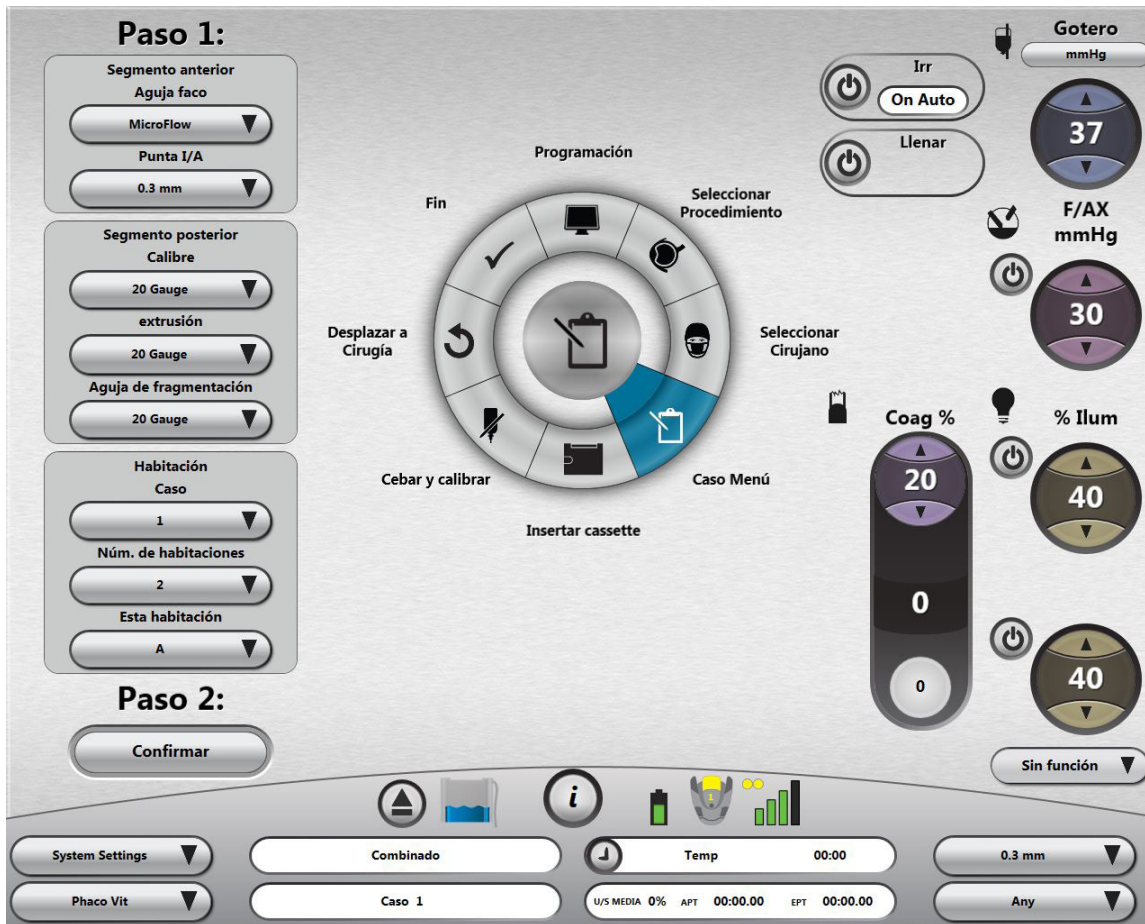 Paso 1:
Segmento anterior
Aguja faco
MicroFlow
Punta I/A
0.3 mm
Segmento posterior
Calibre
20 Gauge
extrusión
20 Gauge
Aguja de fragmentación
20 Gauge
Habitación
Caso
1
Núm. de habitaciones
2
Esta habitación
A
Paso 2:
Confirmar
Programación
Seleccionar
Procedimiento
Seleccionar
Cirujano
Caso Menú
Insertar cassette
Cebar y calibrar
Desplazar a
Cirugía
Fin
Irr
On Auto
Llenar
Gotero
mmHg
37
F/AX
mmHg
30
Coag %
20
0
0
% Ilum
40
40
Sin función
i
1
System Settings
Combinado
Temp 00:00
0.3 mm
Phaco Vit
Caso 1
U/S MEDIA 0% APT 00:00.00 EPT 00:00.00
Any